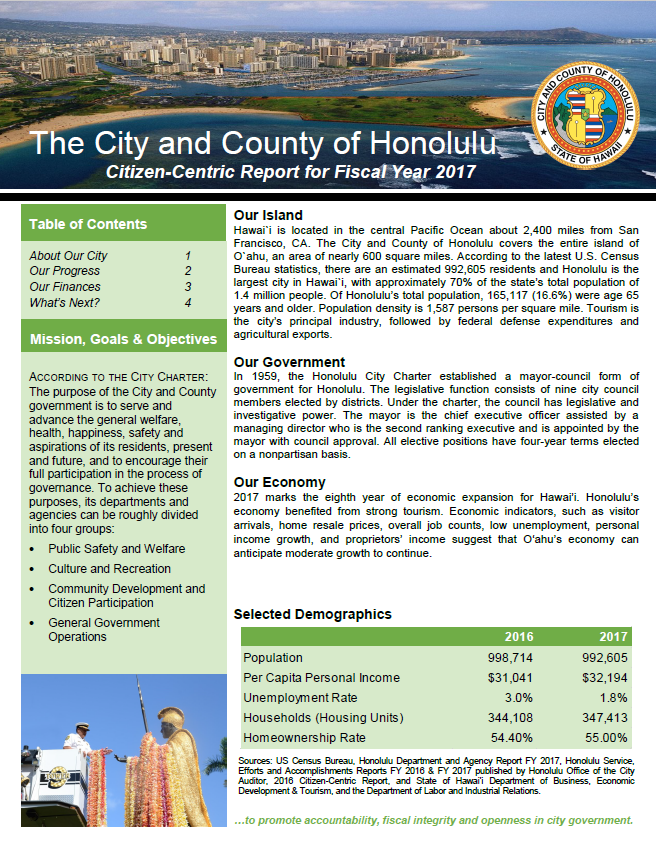 The City and County of Honolulu
Citizen-Centric Report for Fiscal Year 2017
CITY AND COUNTY OF HONOLULU
STATE OF HAWAII
Table of Contents
About Our City 1
Our Progress 2
Our Finances 3
What's Next? 4
Mission, Goals & Objectives
ACCORDING TO THE CITY CHARTER:
The purpose of the City and County
government is to serve and
advance the general welfare,
health, happiness, safety and
aspirations of its residents, present
and future, and to encourage their
full participation in the process of
governance. To achieve these
purposes, its departments and
agencies can be roughly divided
into four groups:
• Public Safety and Welfare
• Culture and Recreation
• Community Development and
Citizen Participation
• General Government
Operations
Our Island
Hawai`i is located in the central Pacific Ocean about 2,400 miles from San
Francisco, CA. The City and County of Honolulu covers the entire island of
O`ahu, an area of nearly 600 square miles. According to the latest U.S. Census
Bureau statistics, there are an estimated 992,605 residents and Honolulu is the
largest city in Hawai`i, with approximately 70% of the state's total population of
1.4 million people. Of Honolulu's total population, 165,117 (16.6%) were age 65
years and older. Population density is 1,587 persons per square mile. Tourism is
the city's principal industry, followed by federal defense expenditures and
agricultural exports.
Our Government
In 1959, the Honolulu City Charter established a mayor-council form of
government for Honolulu. The legislative function consists of nine city council
members elected by districts. Under the charter, the council has legislative and
investigative power. The mayor is the chief executive officer assisted by a
managing director who is the second ranking executive and is appointed by the
mayor with council approval. All elective positions have four-year terms elected
on a nonpartisan basis.
Our Economy
2017 marks the eighth year of economic expansion for Hawai'i. Honolulu's
economy benefited from strong tourism. Economic indicators, such as visitor
arrivals, home resale prices, overall job counts, low unemployment, personal
income growth, and proprietors' income suggest that O'ahu's economy can
anticipate moderate growth to continue.
Selected Demographics
2016 2017
Population 998,714 992,605
Per Capita Personal Income $31,041 $32,194
Unemployment Rate 3.0% 1.8%
Households (Housing Units) 344,108 347,413
Homeownership Rate 54.40% 55.00%
Sources: US Census Bureau, Honolulu Department and Agency Report FY 2017, Honolulu Service,
Efforts and Accomplishments Reports FY 2016 & FY 2017 published by Honolulu Office of the City
Auditor, 2016 Citizen-Centric Report, and State of Hawai'i Department of Business, Economic
Development & Tourism, and the Department of Labor and Industrial Relations.
…to promote accountability, fiscal integrity and openness in city government.